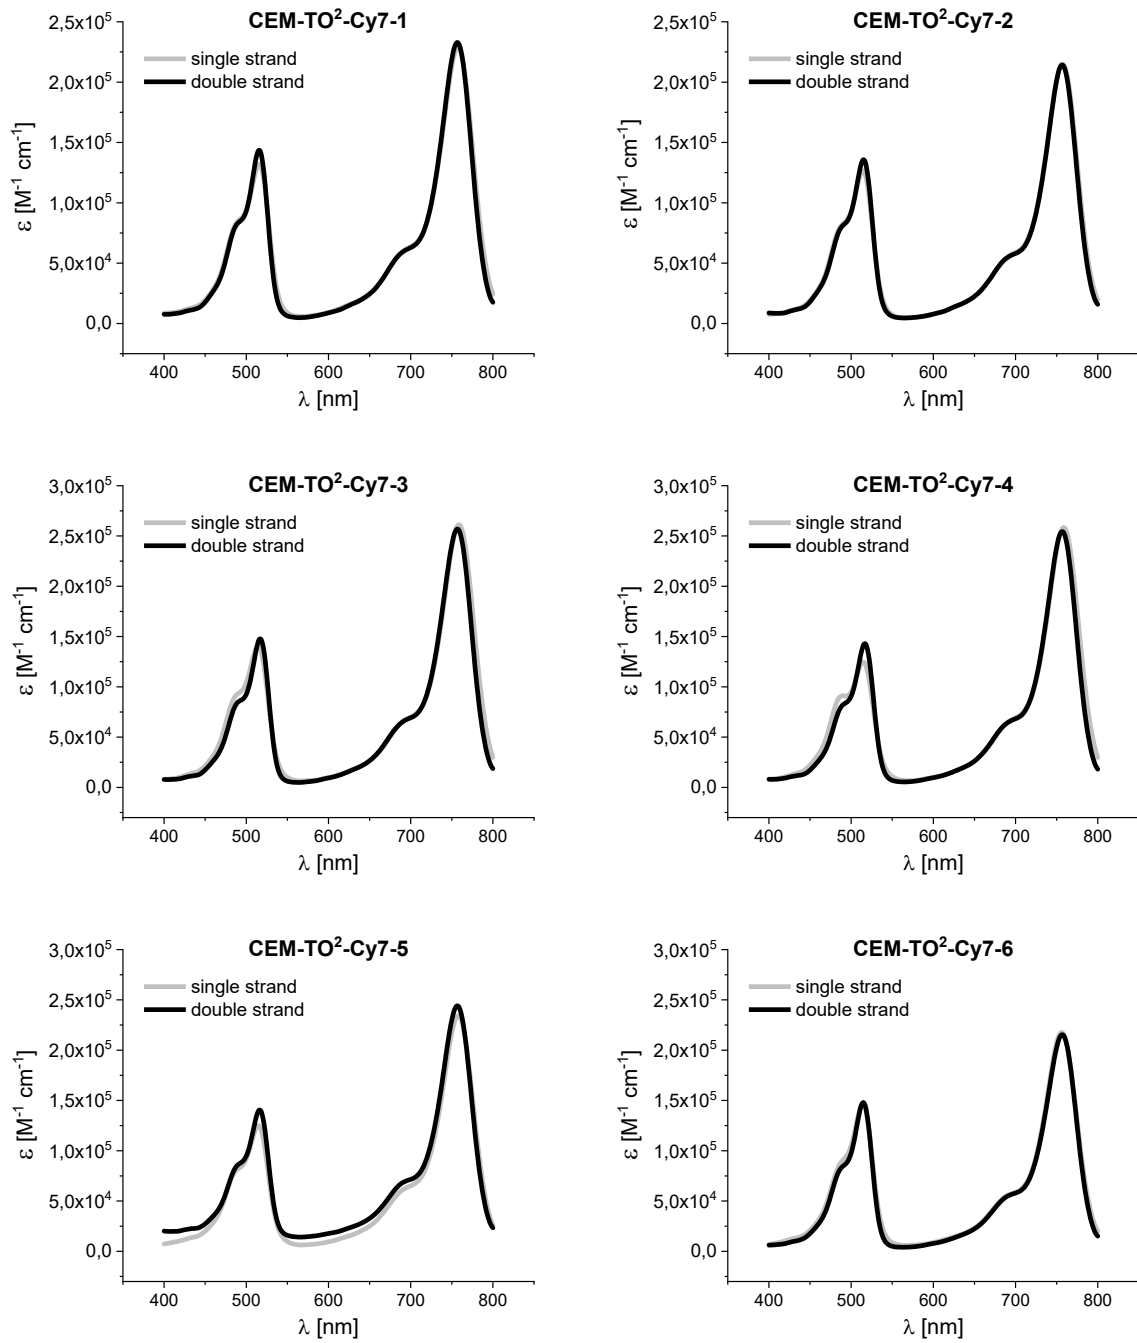 CEM-TO²-Cy7-1
single strand
double strand
2,5x10⁵
2,0x10⁵
1,5x10⁵
1,0x10⁵
5,0x10⁴
0,0
ε [M⁻¹ cm⁻¹]
400 500 600 700 800
λ [nm]
CEM-TO²-Cy7-2
single strand
double strand
2,5x10⁵
2,0x10⁵
1,5x10⁵
1,0x10⁵
5,0x10⁴
0,0
ε [M⁻¹ cm⁻¹]
400 500 600 700 800
λ [nm]
CEM-TO²-Cy7-3
single strand
double strand
3,0x10⁵
2,5x10⁵
2,0x10⁵
1,5x10⁵
1,0x10⁵
5,0x10⁴
0,0
ε [M⁻¹ cm⁻¹]
400 500 600 700 800
λ [nm]
CEM-TO²-Cy7-4
single strand
double strand
3,0x10⁵
2,5x10⁵
2,0x10⁵
1,5x10⁵
1,0x10⁵
5,0x10⁴
0,0
ε [M⁻¹ cm⁻¹]
400 500 600 700 800
λ [nm]
CEM-TO²-Cy7-5
single strand
double strand
3,0x10⁵
2,5x10⁵
2,0x10⁵
1,5x10⁵
1,0x10⁵
5,0x10⁴
0,0
ε [M⁻¹ cm⁻¹]
400 500 600 700 800
λ [nm]
CEM-TO²-Cy7-6
single strand
double strand
3,0x10⁵
2,5x10⁵
2,0x10⁵
1,5x10⁵
1,0x10⁵
5,0x10⁴
0,0
ε [M⁻¹ cm⁻¹]
400 500 600 700 800
λ [nm]